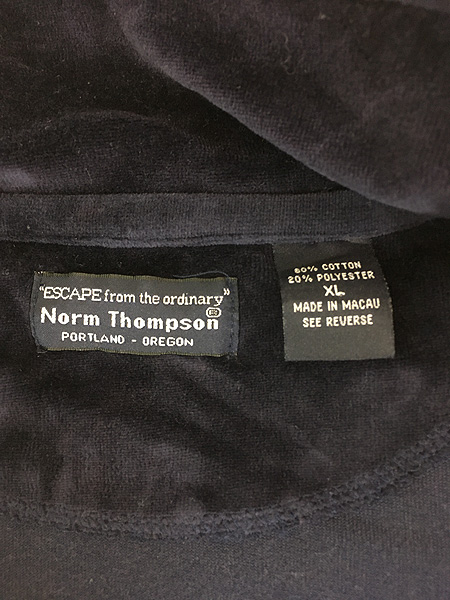 "ESCAPE from the ordinary"
Norm Thompson®
PORTLAND - OREGON
80% COTTON
20% POLYESTER
XL
MADE IN MACAU
SEE REVERSE